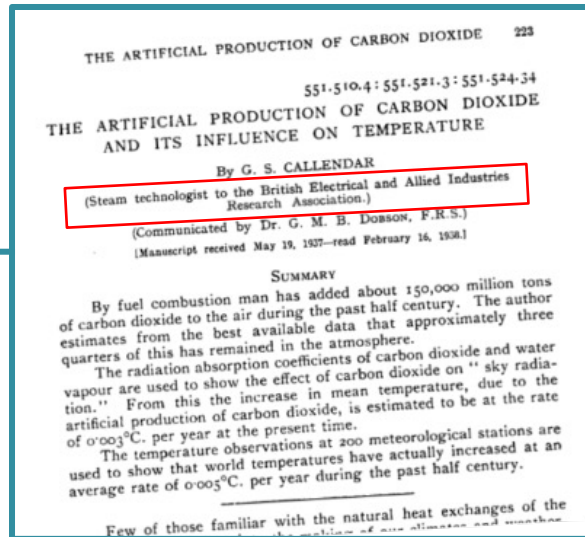 THE ARTIFICIAL PRODUCTION OF CARBON DIOXIDE 223
551.510.4 : 551.521.3 : 551.524.34
THE ARTIFICIAL PRODUCTION OF CARBON DIOXIDE
AND ITS INFLUENCE ON TEMPERATURE
By G. S. CALLENDAR
(Steam technologist to the British Electrical and Allied Industries
Research Association.)
(Communicated by Dr. G. M. B. DOBSON, F.R.S.)
[Manuscript received May 19, 1937—read February 16, 1938.]
SUMMARY
By fuel combustion man has added about 150,000 million tons
of carbon dioxide to the air during the past half century. The author
estimates from the best available data that approximately three
quarters of this has remained in the atmosphere.
The radiation absorption coefficients of carbon dioxide and water
vapour are used to show the effect of carbon dioxide on " sky radia-
tion." From this the increase in mean temperature, due to the
artificial production of carbon dioxide, is estimated to be at the rate
of 0·003°C. per year at the present time.
The temperature observations at 200 meteorological stations are
used to show that world temperatures have actually increased at an
average rate of 0·005°C. per year during the past half century.
Few of those familiar with the natural heat exchanges of the